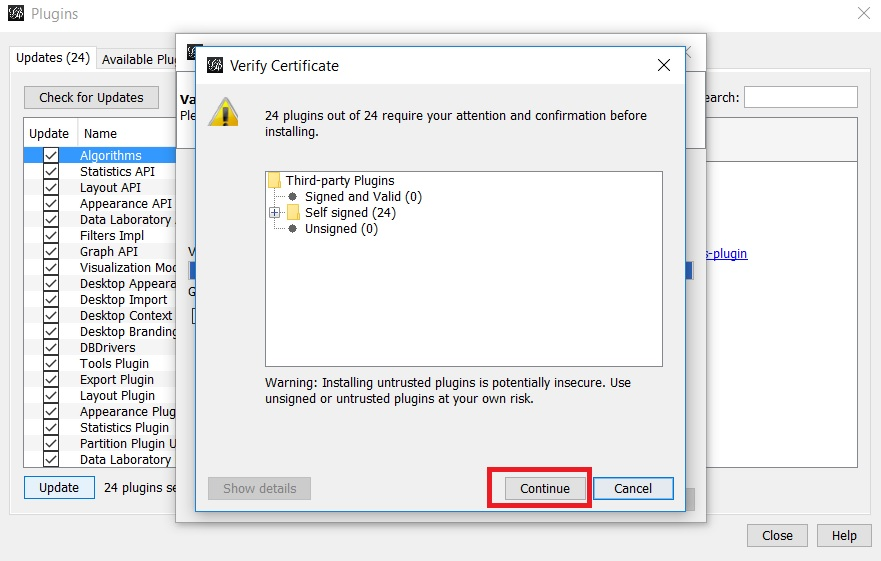 Plugins
Updates (24)
Available Plu
Check for Updates
earch:
Update
Name
Algorithms
Statistics API
Layout API
Appearance API
Data Laboratory
Filters Impl
Graph API
Visualization Mod
Desktop Appeara
Desktop Import
Desktop Context
Desktop Branding
DBDrivers
Tools Plugin
Export Plugin
Layout Plugin
Appearance Plug
Statistics Plugin
Partition Plugin U
Data Laboratory
Update
24 plugins se
Va
Ple
V
G
s-plugin
Verify Certificate
24 plugins out of 24 require your attention and confirmation before
installing.
Third-party Plugins
Signed and Valid (0)
Self signed (24)
Unsigned (0)
Warning: Installing untrusted plugins is potentially insecure. Use
unsigned or untrusted plugins at your own risk.
Show details
Continue
Cancel
Close
Help